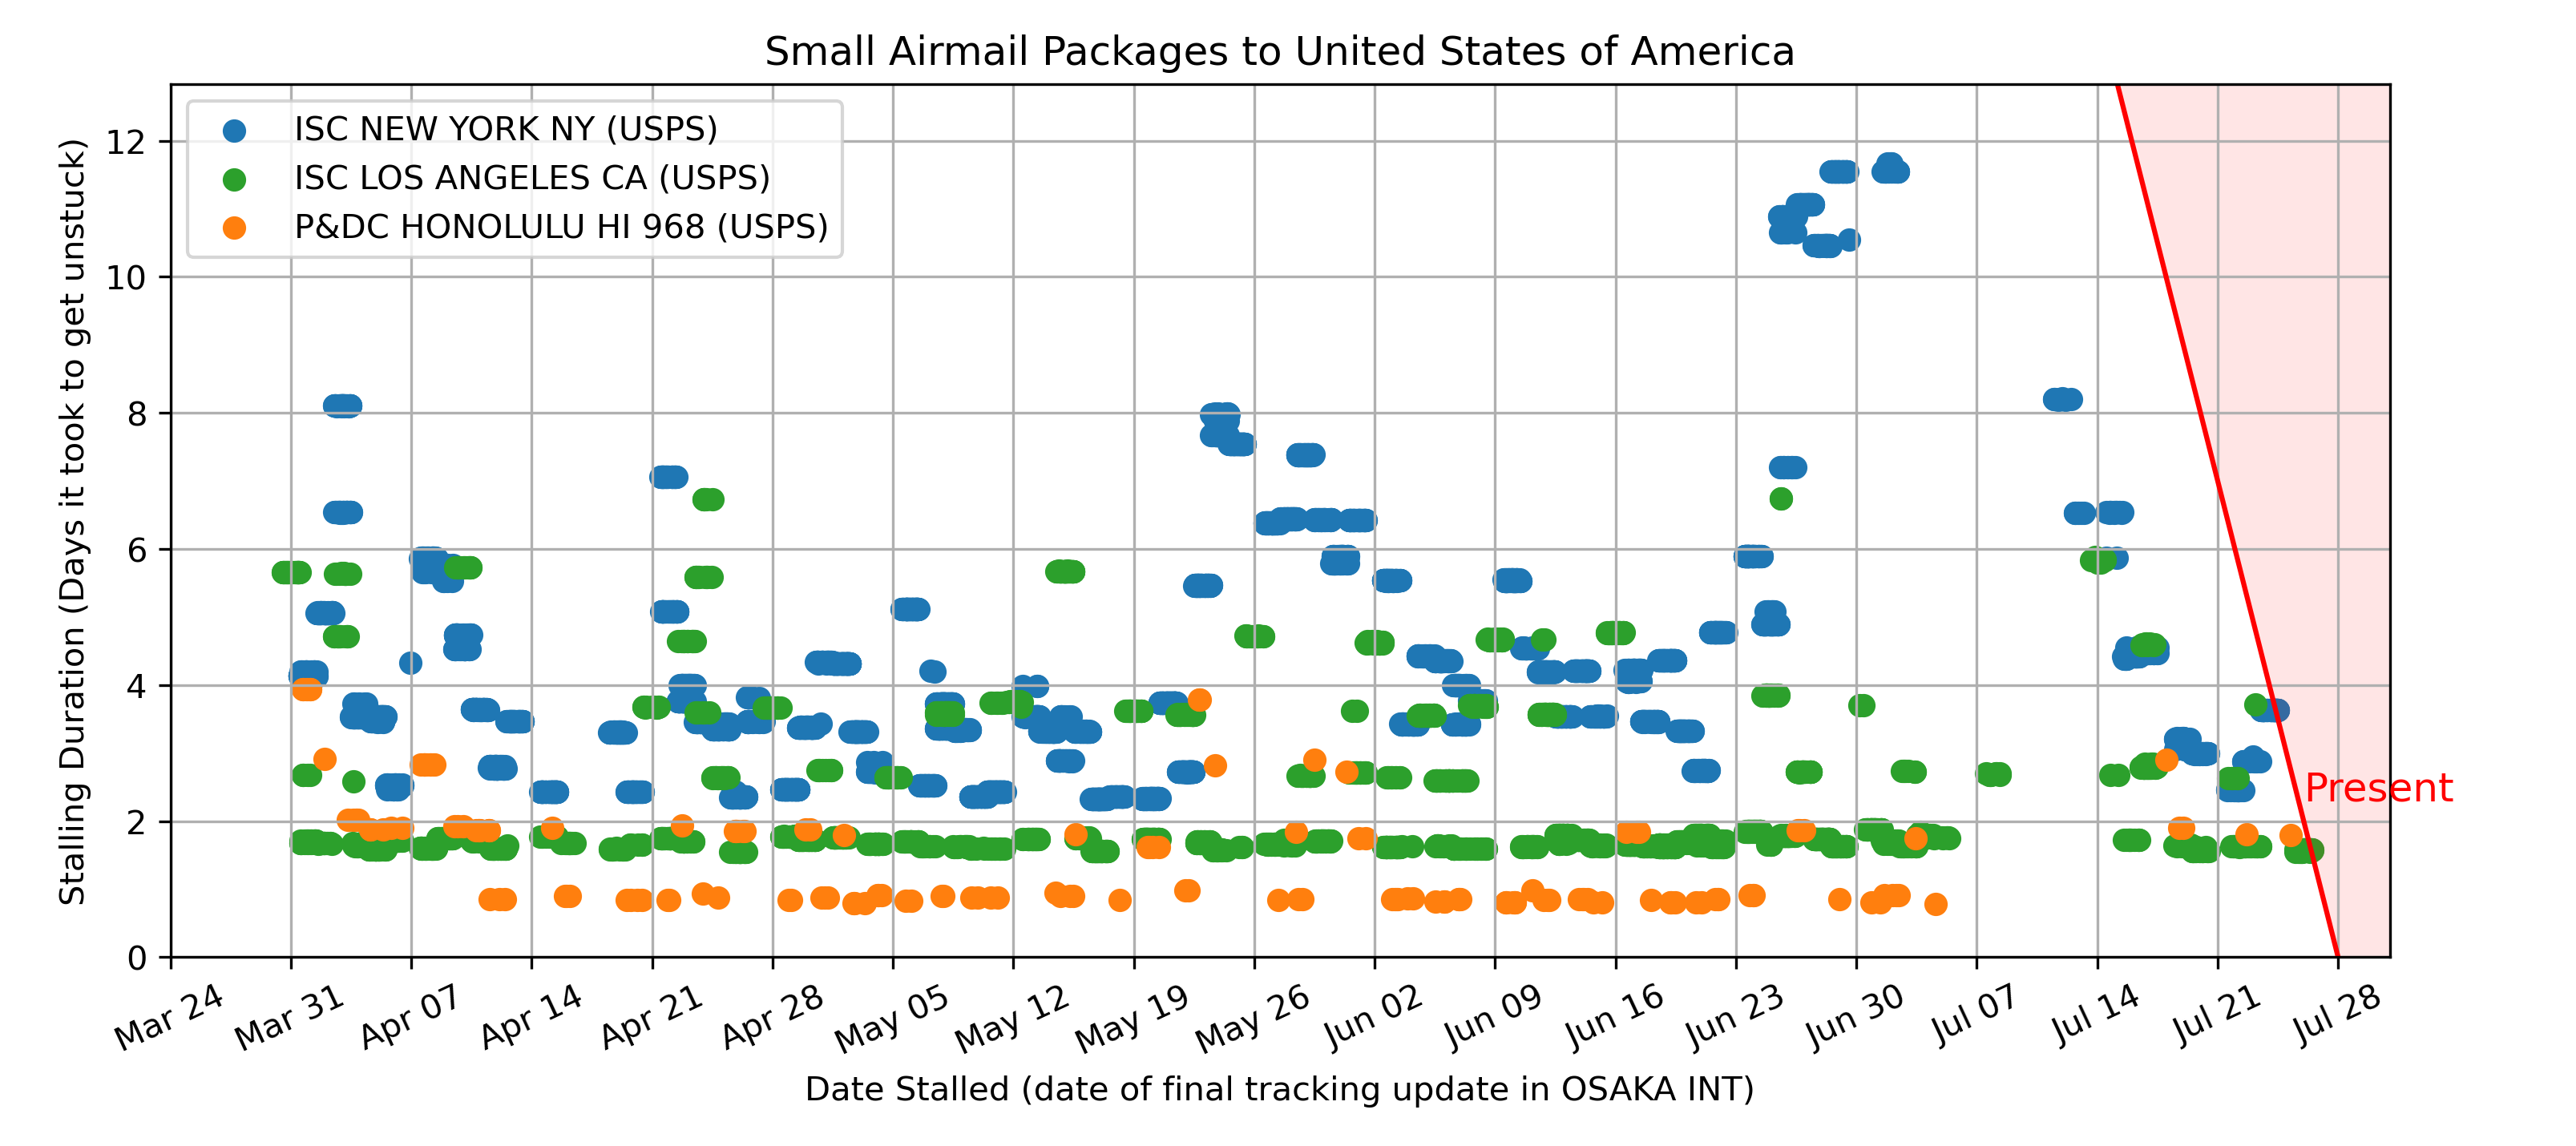 Small Airmail Packages to United States of America
ISC NEW YORK NY (USPS)
ISC LOS ANGELES CA (USPS)
P&DC HONOLULU HI 968 (USPS)
Stalling Duration (Days it took to get unstuck)
12
10
8
6
4
2
0
Present
Mar 24
Mar 31
Apr 07
Apr 14
Apr 21
Apr 28
May 05
May 12
May 19
May 26
Jun 02
Jun 09
Jun 16
Jun 23
Jun 30
Jul 07
Jul 14
Jul 21
Jul 28
Date Stalled (date of final tracking update in OSAKA INT)